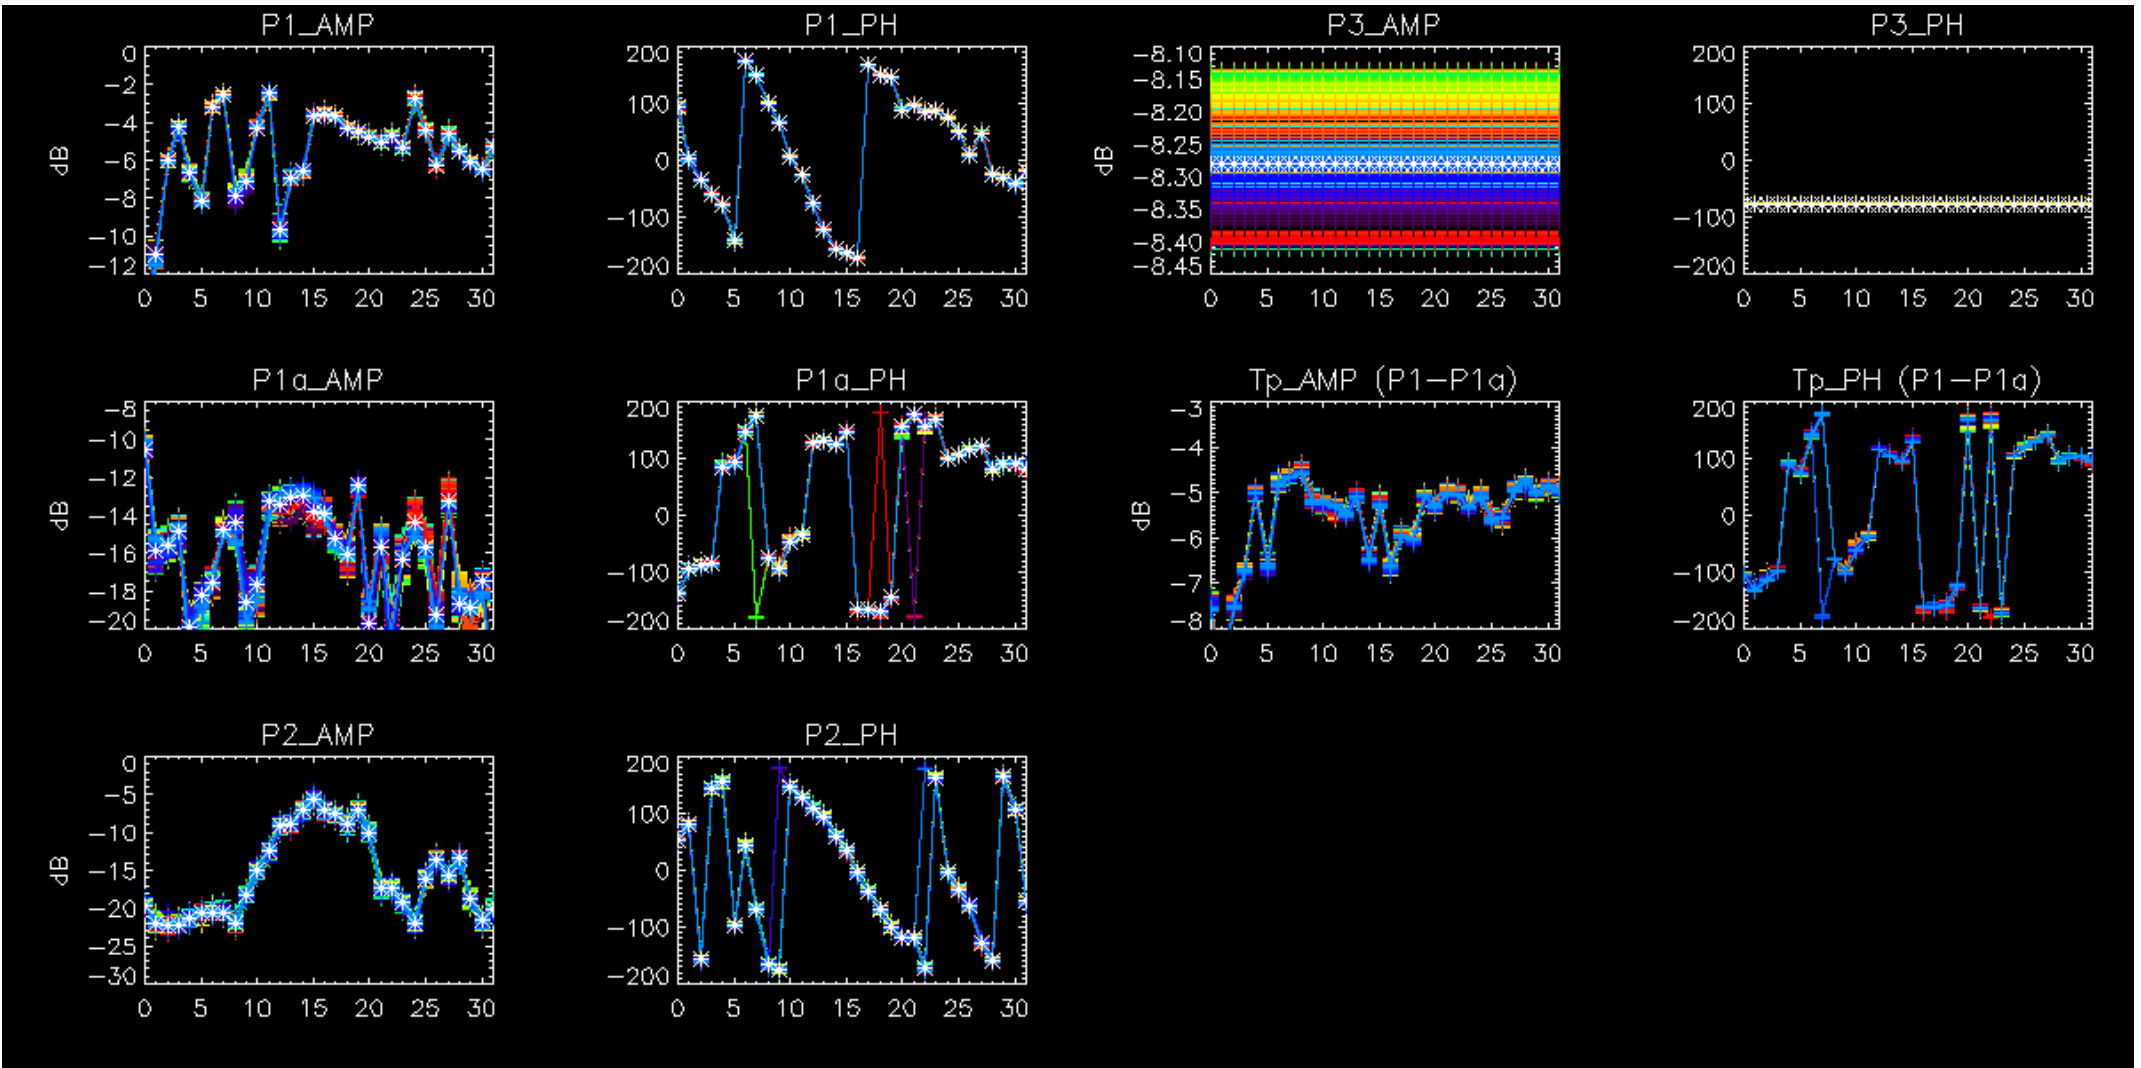 P1_AMP
0
−2
−4
−6
−8
−10
−12
dB
0 5 10 15 20 25 30
P1_PH
200
100
0
−100
−200
0 5 10 15 20 25 30
P3_AMP
−8.10
−8.15
−8.20
−8.25
−8.30
−8.35
−8.40
−8.45
dB
0 5 10 15 20 25 30
P3_PH
200
100
0
−100
−200
0 5 10 15 20 25 30
P1a_AMP
−8
−10
−12
−14
−16
−18
−20
dB
0 5 10 15 20 25 30
P1a_PH
200
100
0
−100
−200
0 5 10 15 20 25 30
Tp_AMP (P1−P1a)
−3
−4
−5
−6
−7
−8
dB
0 5 10 15 20 25 30
Tp_PH (P1−P1a)
200
100
0
−100
−200
0 5 10 15 20 25 30
P2_AMP
0
−5
−10
−15
−20
−25
−30
dB
0 5 10 15 20 25 30
P2_PH
200
100
0
−100
−200
0 5 10 15 20 25 30